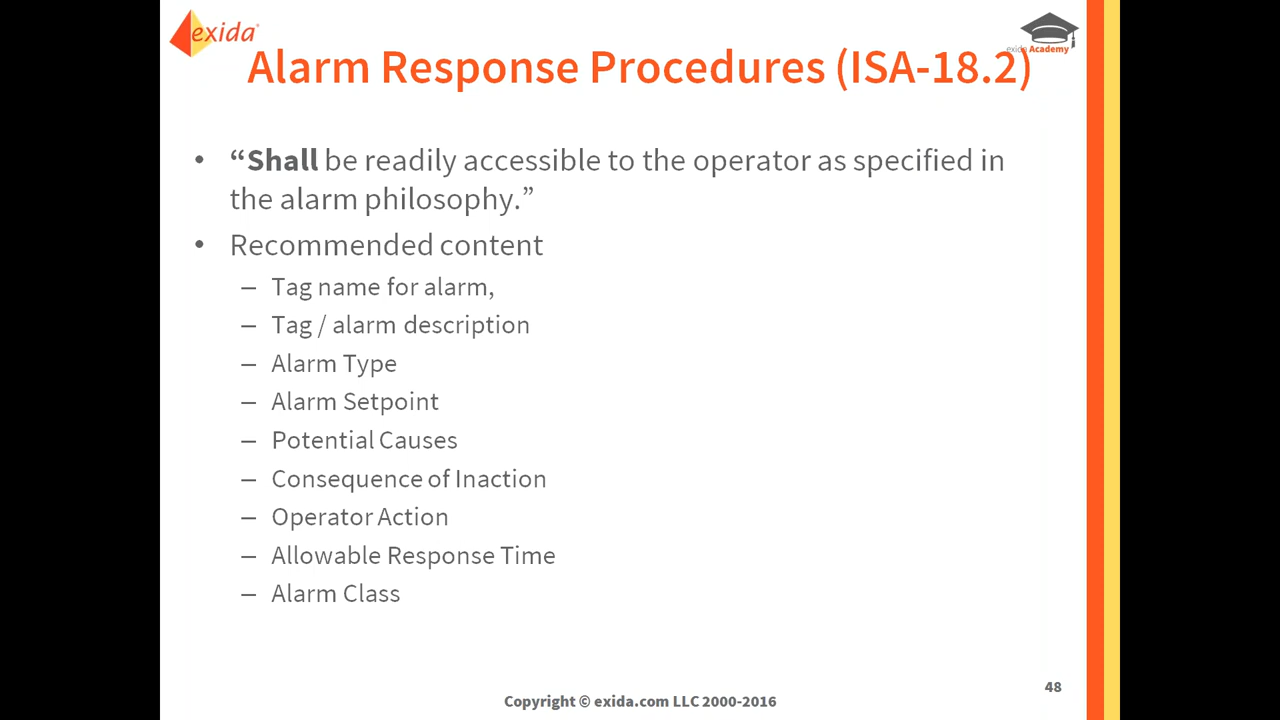 exida
exida Academy
Alarm Response Procedures (ISA-18.2)
• “Shall be readily accessible to the operator as specified in
the alarm philosophy.”
• Recommended content
– Tag name for alarm,
– Tag / alarm description
– Alarm Type
– Alarm Setpoint
– Potential Causes
– Consequence of Inaction
– Operator Action
– Allowable Response Time
– Alarm Class
48
Copyright © exida.com LLC 2000-2016